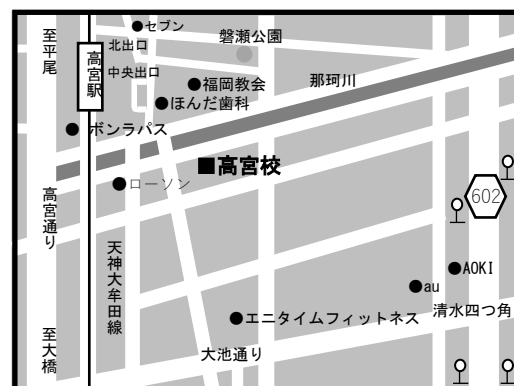 セブン
至平尾
北出口
磐瀬公園
高宮駅
中央出口
福岡教会
那珂川
ほんだ歯科
ボンラパス
高宮校
ローソン
602
高宮通り
天神大牟田線
AOKI
au
清水四つ角
エニタイムフィットネス
至大橋
大池通り